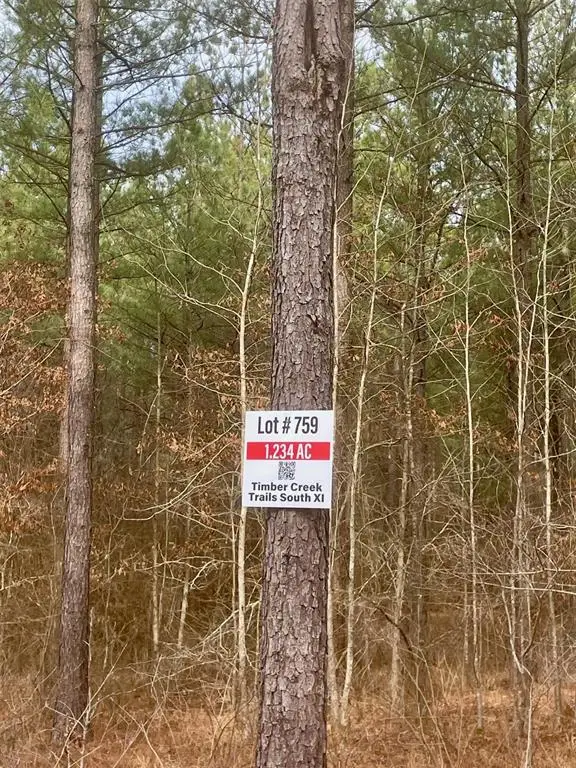 Lot # 759
1.234 AC
Timber Creek
Trails South XI